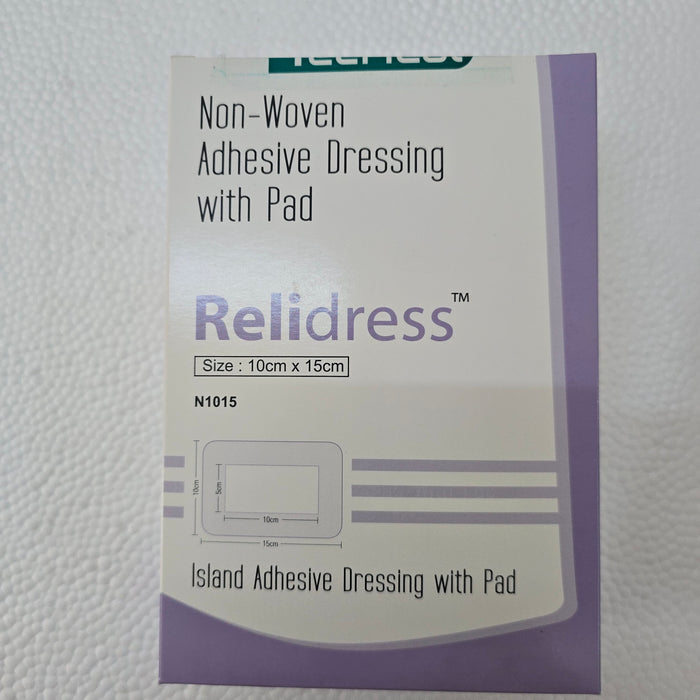 Non-Woven
Adhesive Dressing
with Pad
Relidress™
Size : 10cm x 15cm
N1015
10cm
5cm
10cm
15cm
Island Adhesive Dressing with Pad